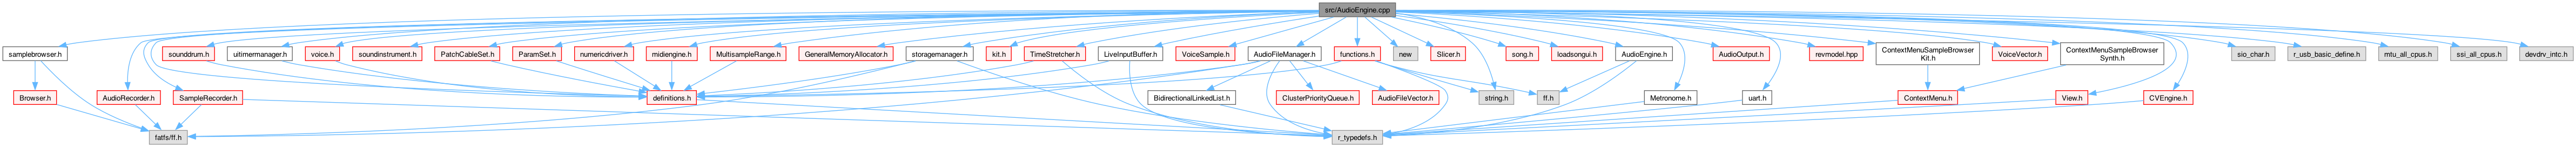 src/AudioEngine.cpp
samplebrowser.h
sounddrum.h
uitimermanager.h
voice.h
soundinstrument.h
PatchCableSet.h
ParamSet.h
numericdriver.h
midiengine.h
MultisampleRange.h
GeneralMemoryAllocator.h
storagemanager.h
kit.h
TimeStretcher.h
LiveInputBuffer.h
VoiceSample.h
AudioFileManager.h
functions.h
new
Slicer.h
song.h
loadsongui.h
AudioEngine.h
AudioOutput.h
revmodel.hpp
ContextMenuSampleBrowser
Kit.h
VoiceVector.h
ContextMenuSampleBrowser
Synth.h
sio_char.h
r_usb_basic_define.h
mtu_all_cpus.h
ssi_all_cpus.h
devdrv_intc.h
Browser.h
AudioRecorder.h
SampleRecorder.h
definitions.h
BidirectionalLinkedList.h
ClusterPriorityQueue.h
AudioFileVector.h
string.h
ff.h
Metronome.h
uart.h
ContextMenu.h
View.h
CVEngine.h
fatfs/ff.h
r_typedefs.h